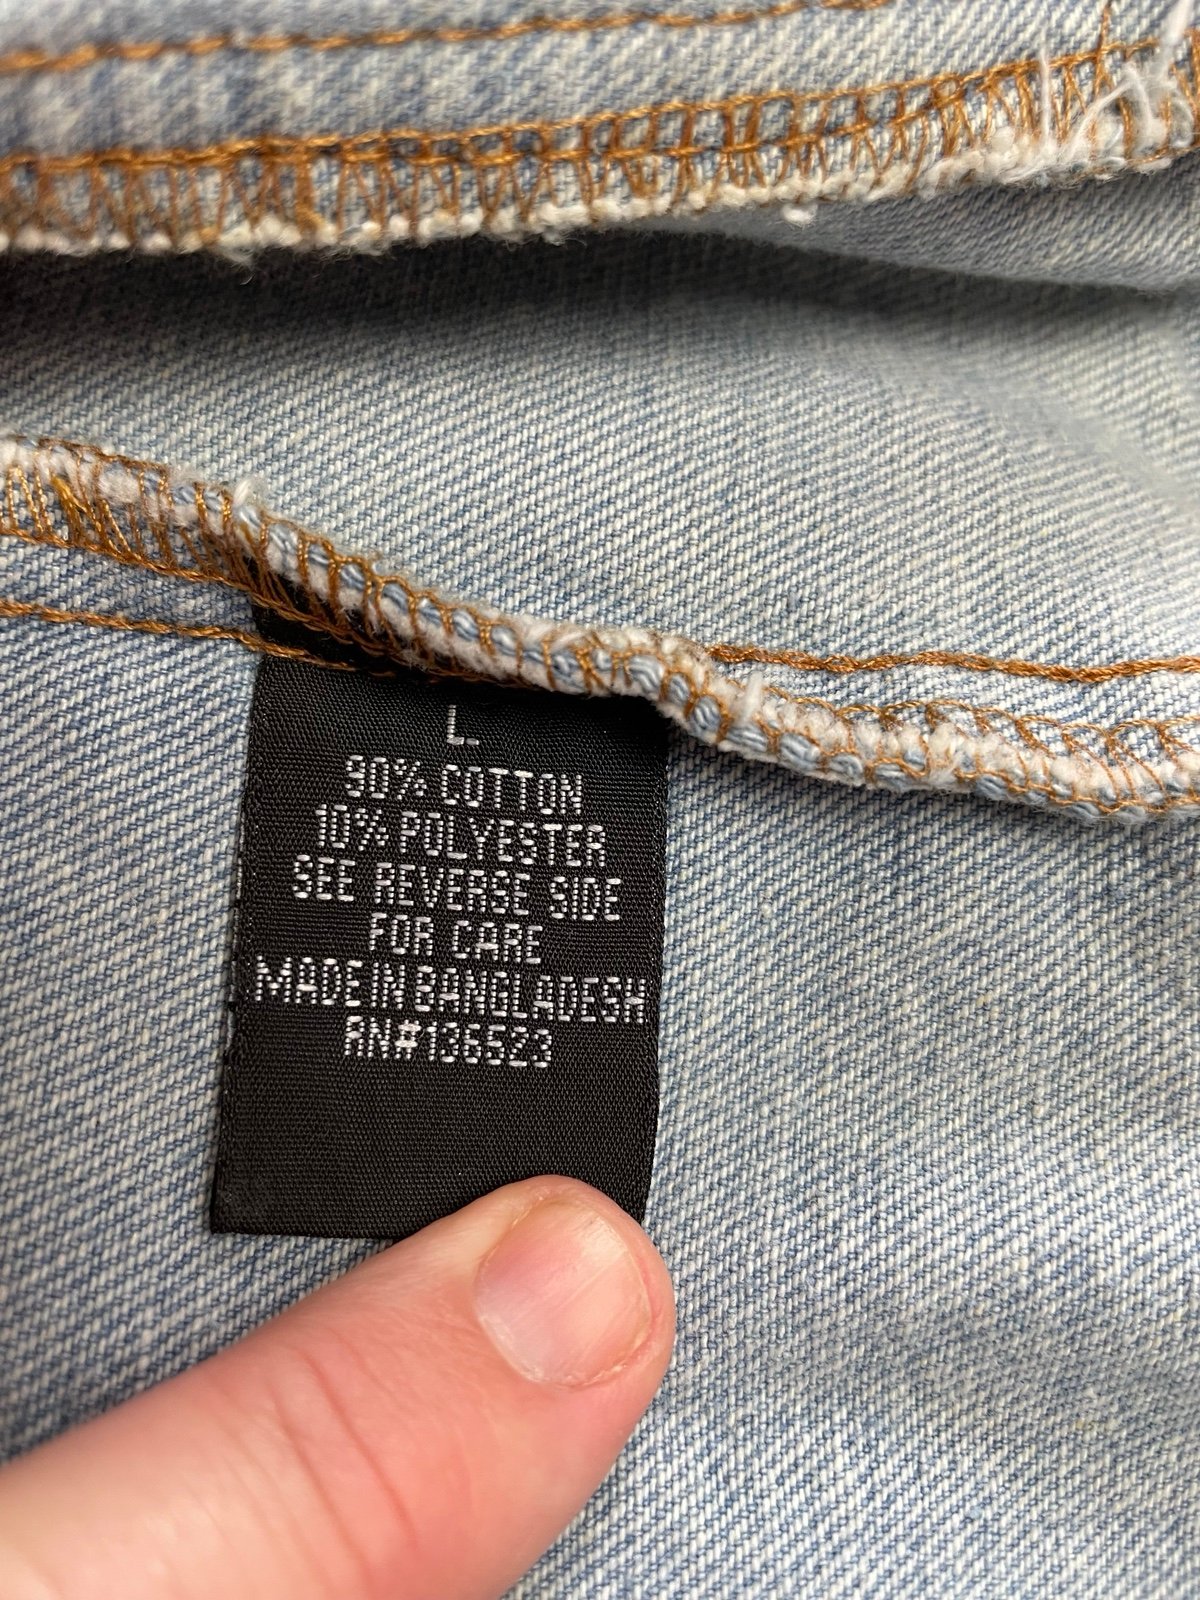 L
90% COTTON
10% POLYESTER
SEE REVERSE SIDE
FOR CARE
MADE IN BANGLADESH
RN#136523